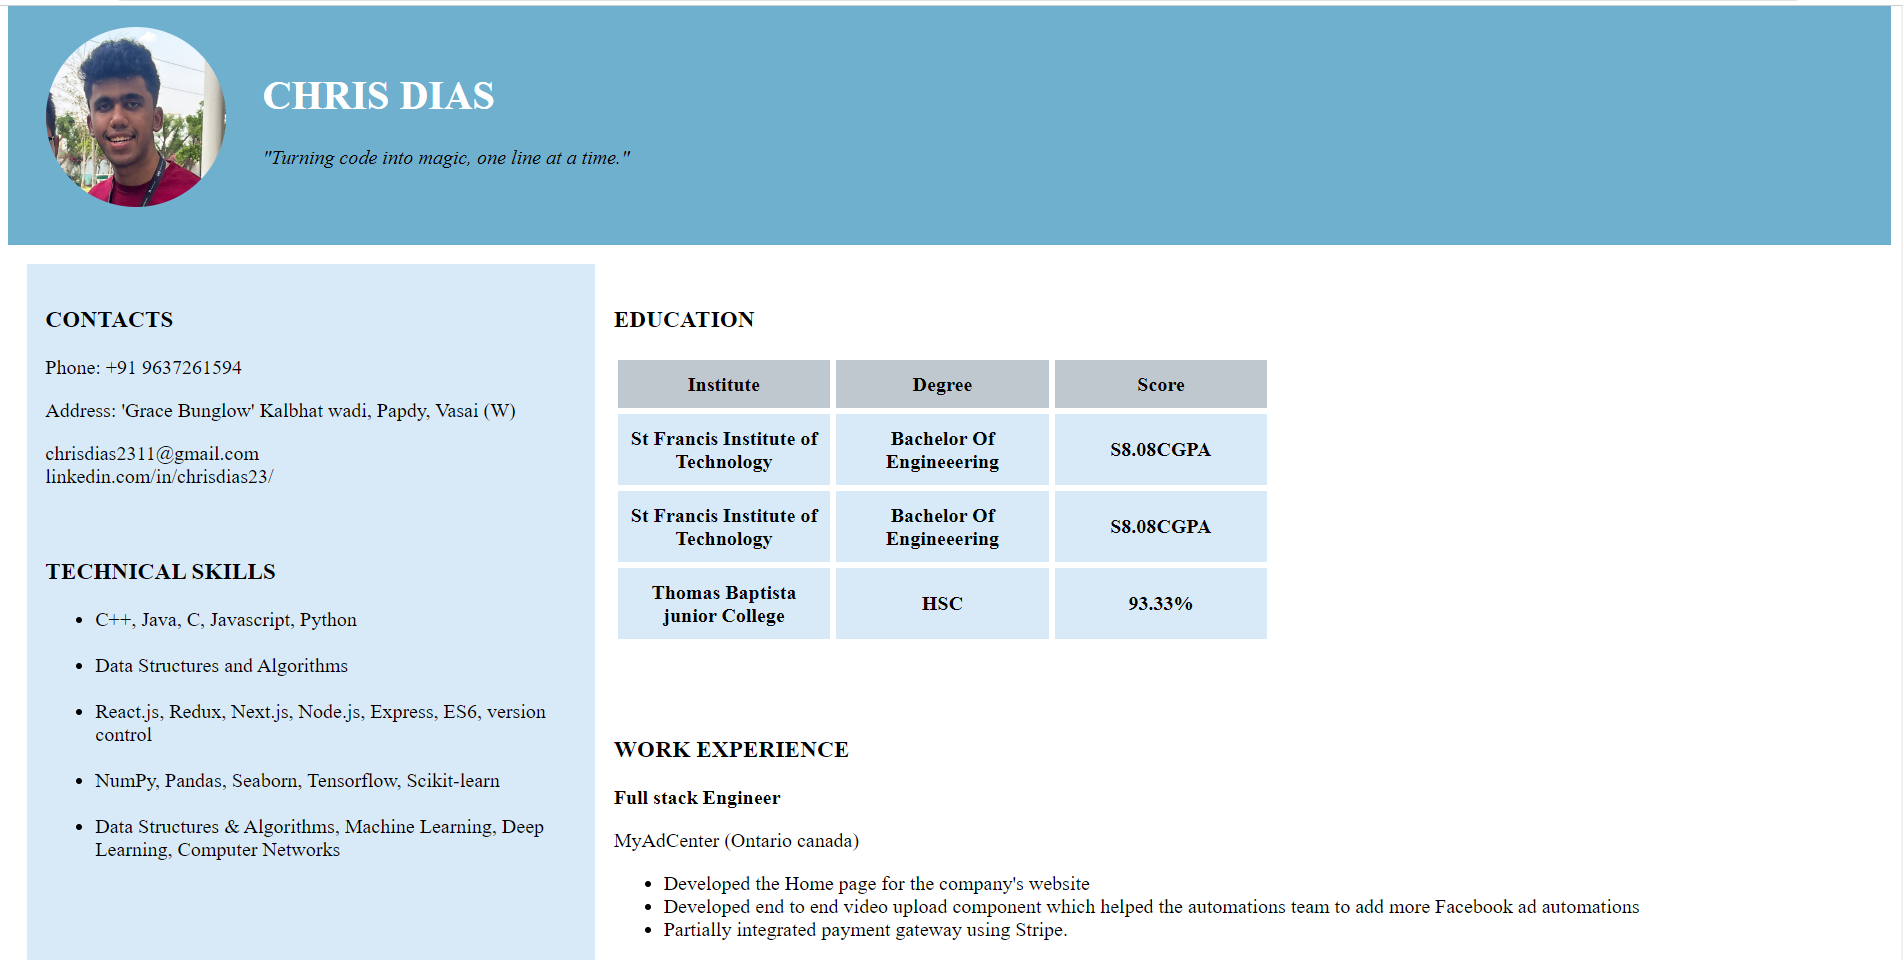 CHRIS DIAS
"Turning code into magic, one line at a time."
CONTACTS
Phone: +91 9637261594
Address: 'Grace Bunglow' Kalbhat wadi, Papdy, Vasai (W)
chrisdias2311@gmail.com
linkedin.com/in/chrisdias23/
TECHNICAL SKILLS
C++, Java, C, Javascript, Python
Data Structures and Algorithms
React.js, Redux, Next.js, Node.js, Express, ES6, version
control
NumPy, Pandas, Seaborn, Tensorflow, Scikit-learn
Data Structures & Algorithms, Machine Learning, Deep
Learning, Computer Networks
EDUCATION
Institute Degree Score
St Francis Institute of
Technology
Bachelor Of
Engineeering
S8.08CGPA
St Francis Institute of
Technology
Bachelor Of
Engineeering
S8.08CGPA
Thomas Baptista
junior College
HSC
93.33%
WORK EXPERIENCE
Full stack Engineer
MyAdCenter (Ontario canada)
Developed the Home page for the company's website
Developed end to end video upload component which helped the automations team to add more Facebook ad automations
Partially integrated payment gateway using Stripe.